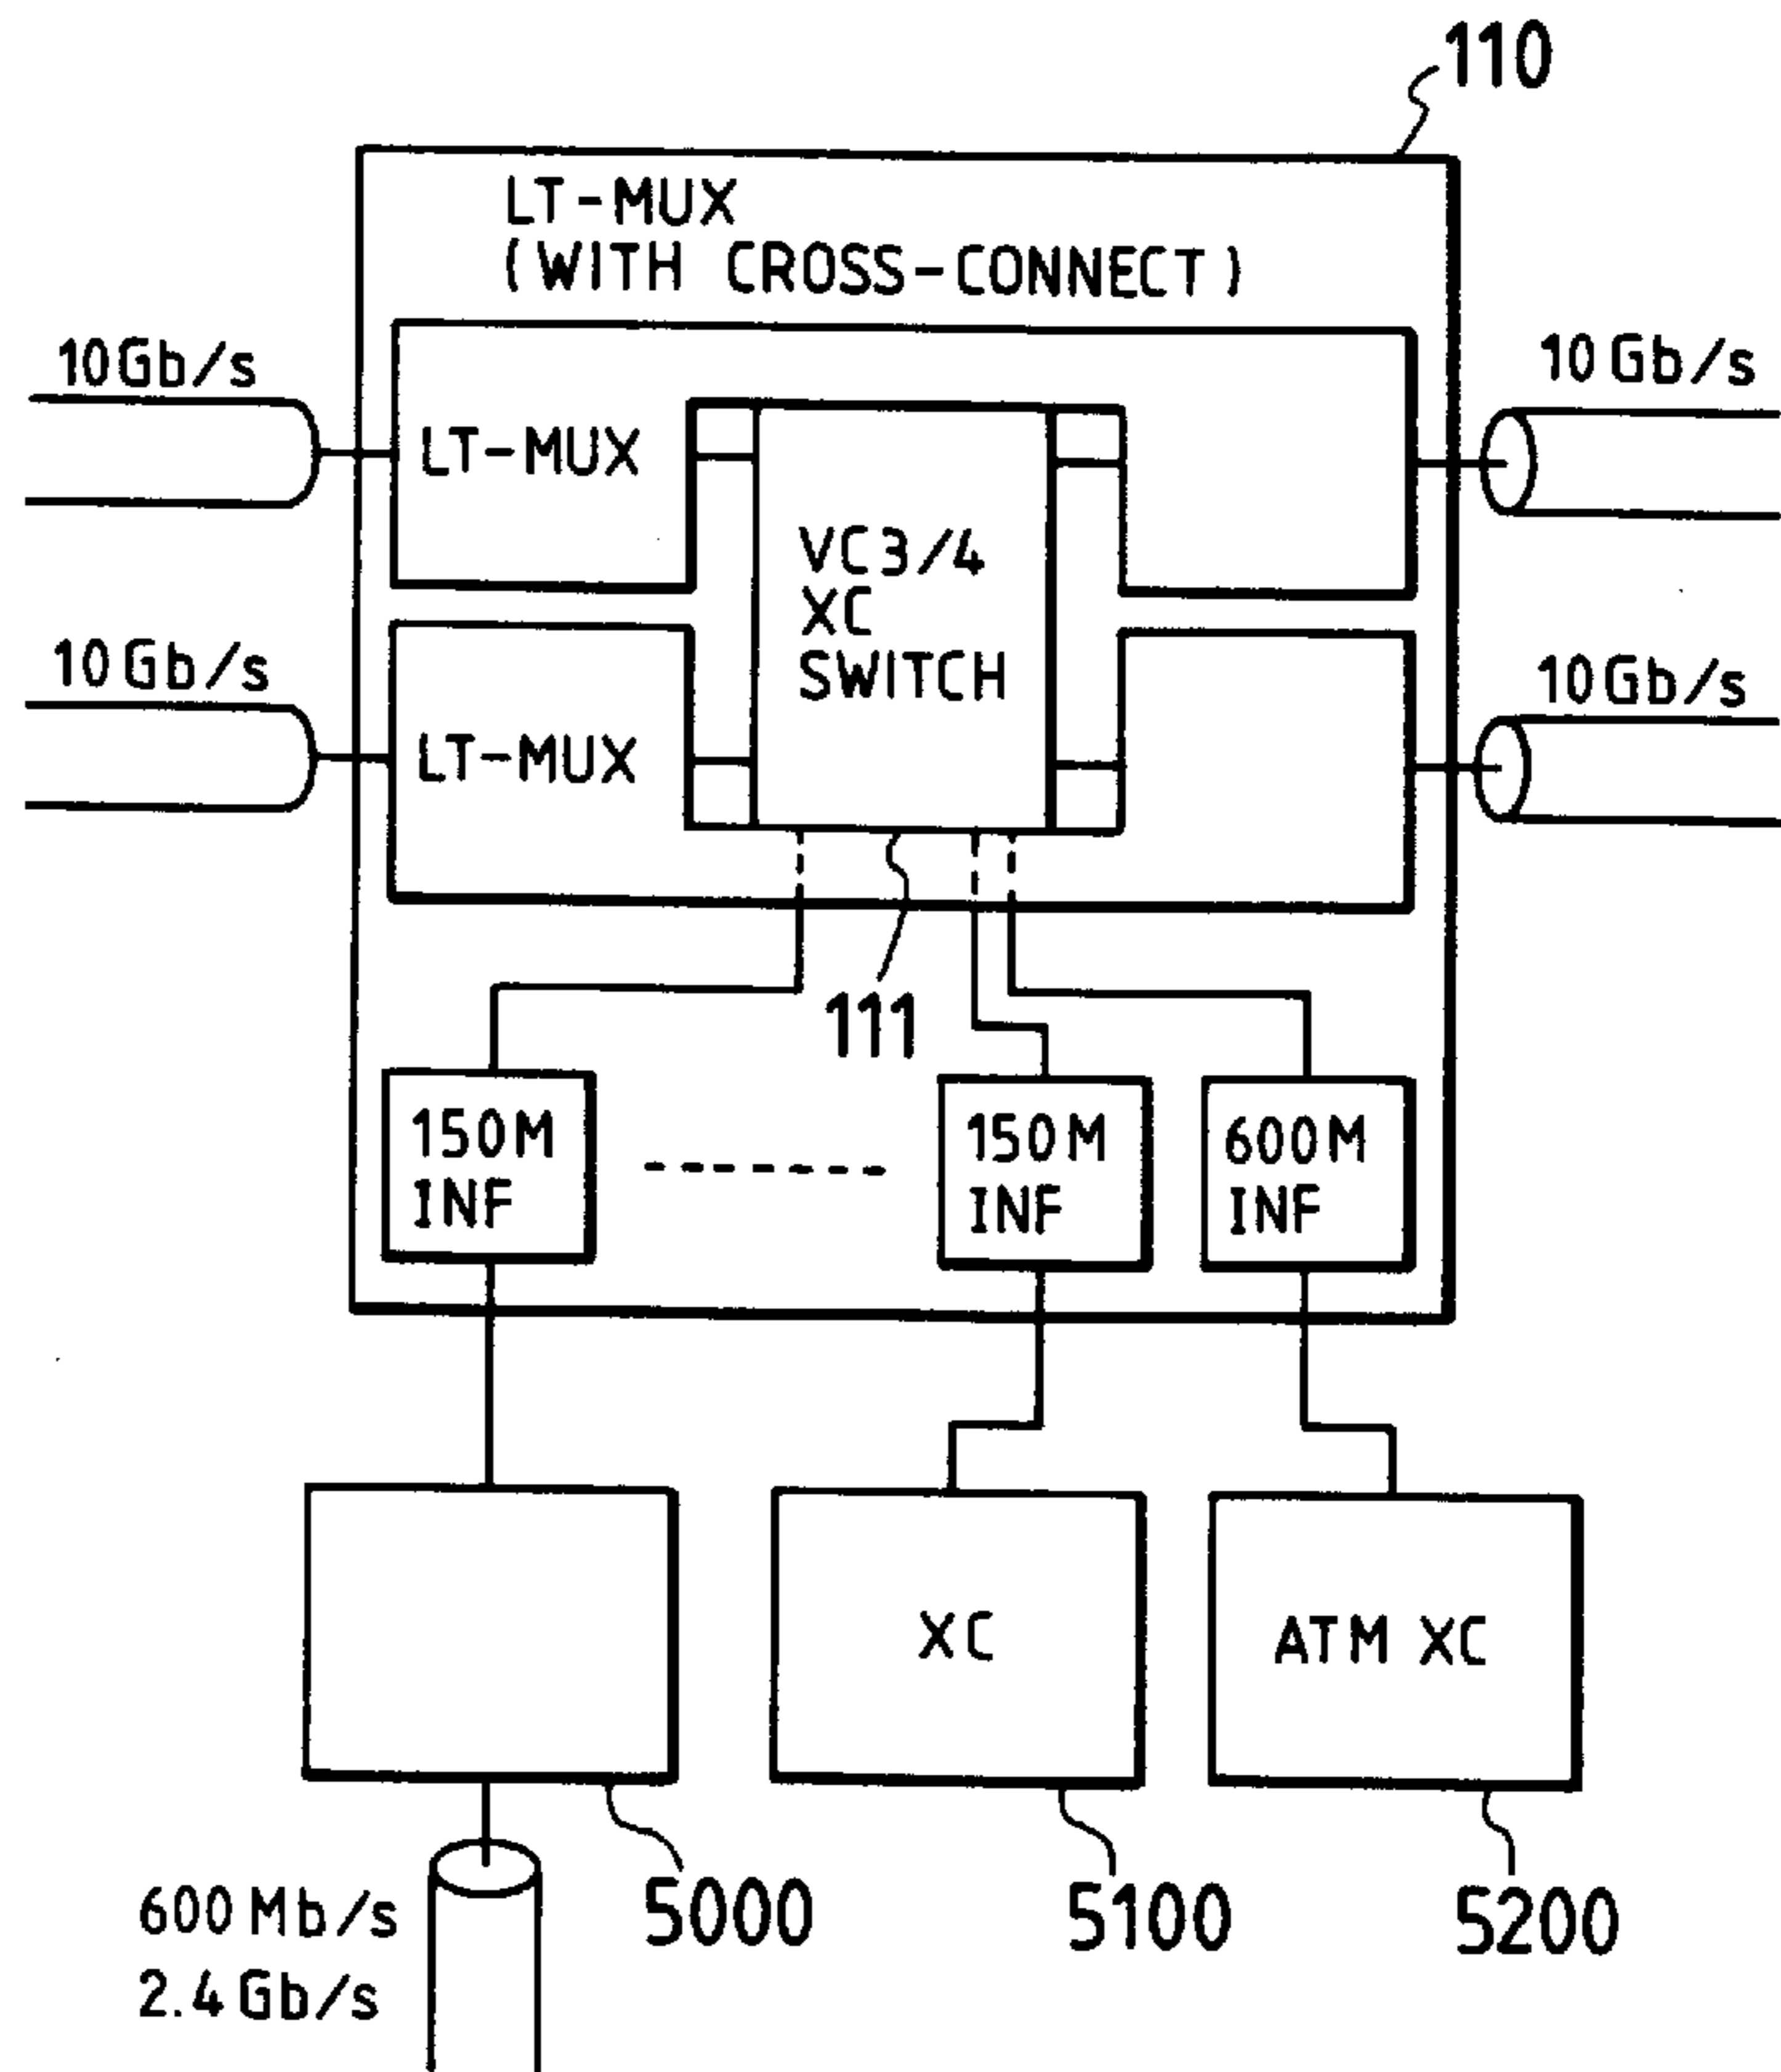 110
LT-MUX
(WITH CROSS-CONNECT)
10Gb/s
10Gb/s
LT-MUX
VC3/4
XC
SWITCH
10Gb/s
10Gb/s
LT-MUX
111
150M
INF
150M
INF
600M
INF
XC
ATM XC
5000
5100
5200
600Mb/s
2.4Gb/s